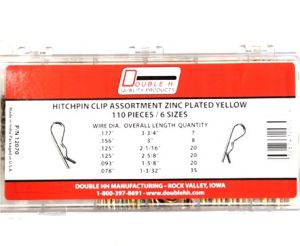 DOUBLE HH
QUALITY PRODUCTS
HITCHPIN CLIP ASSORTMENT ZINC PLATED YELLOW
110 PIECES / 6 SIZES
WIRE DIA. OVERALL LENGTH QUANTITY
.177" 3-3/4" 7
.156" 3" 8
.125" 2-1/16" 20
.125" 2-5/8" 20
.093" 1-5/8" 20
.078" 1-3/32" 35
P/N 12070
DOUBLE HH MANUFACTURING - ROCK VALLEY, IOWA
1-800-397-8691 - www.doublehh.com